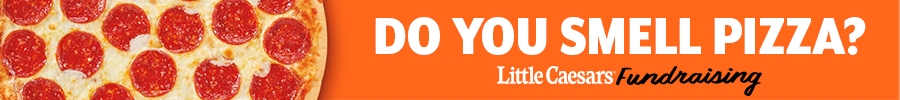 DO YOU SMELL PIZZA?
Little Caesars Fundraising